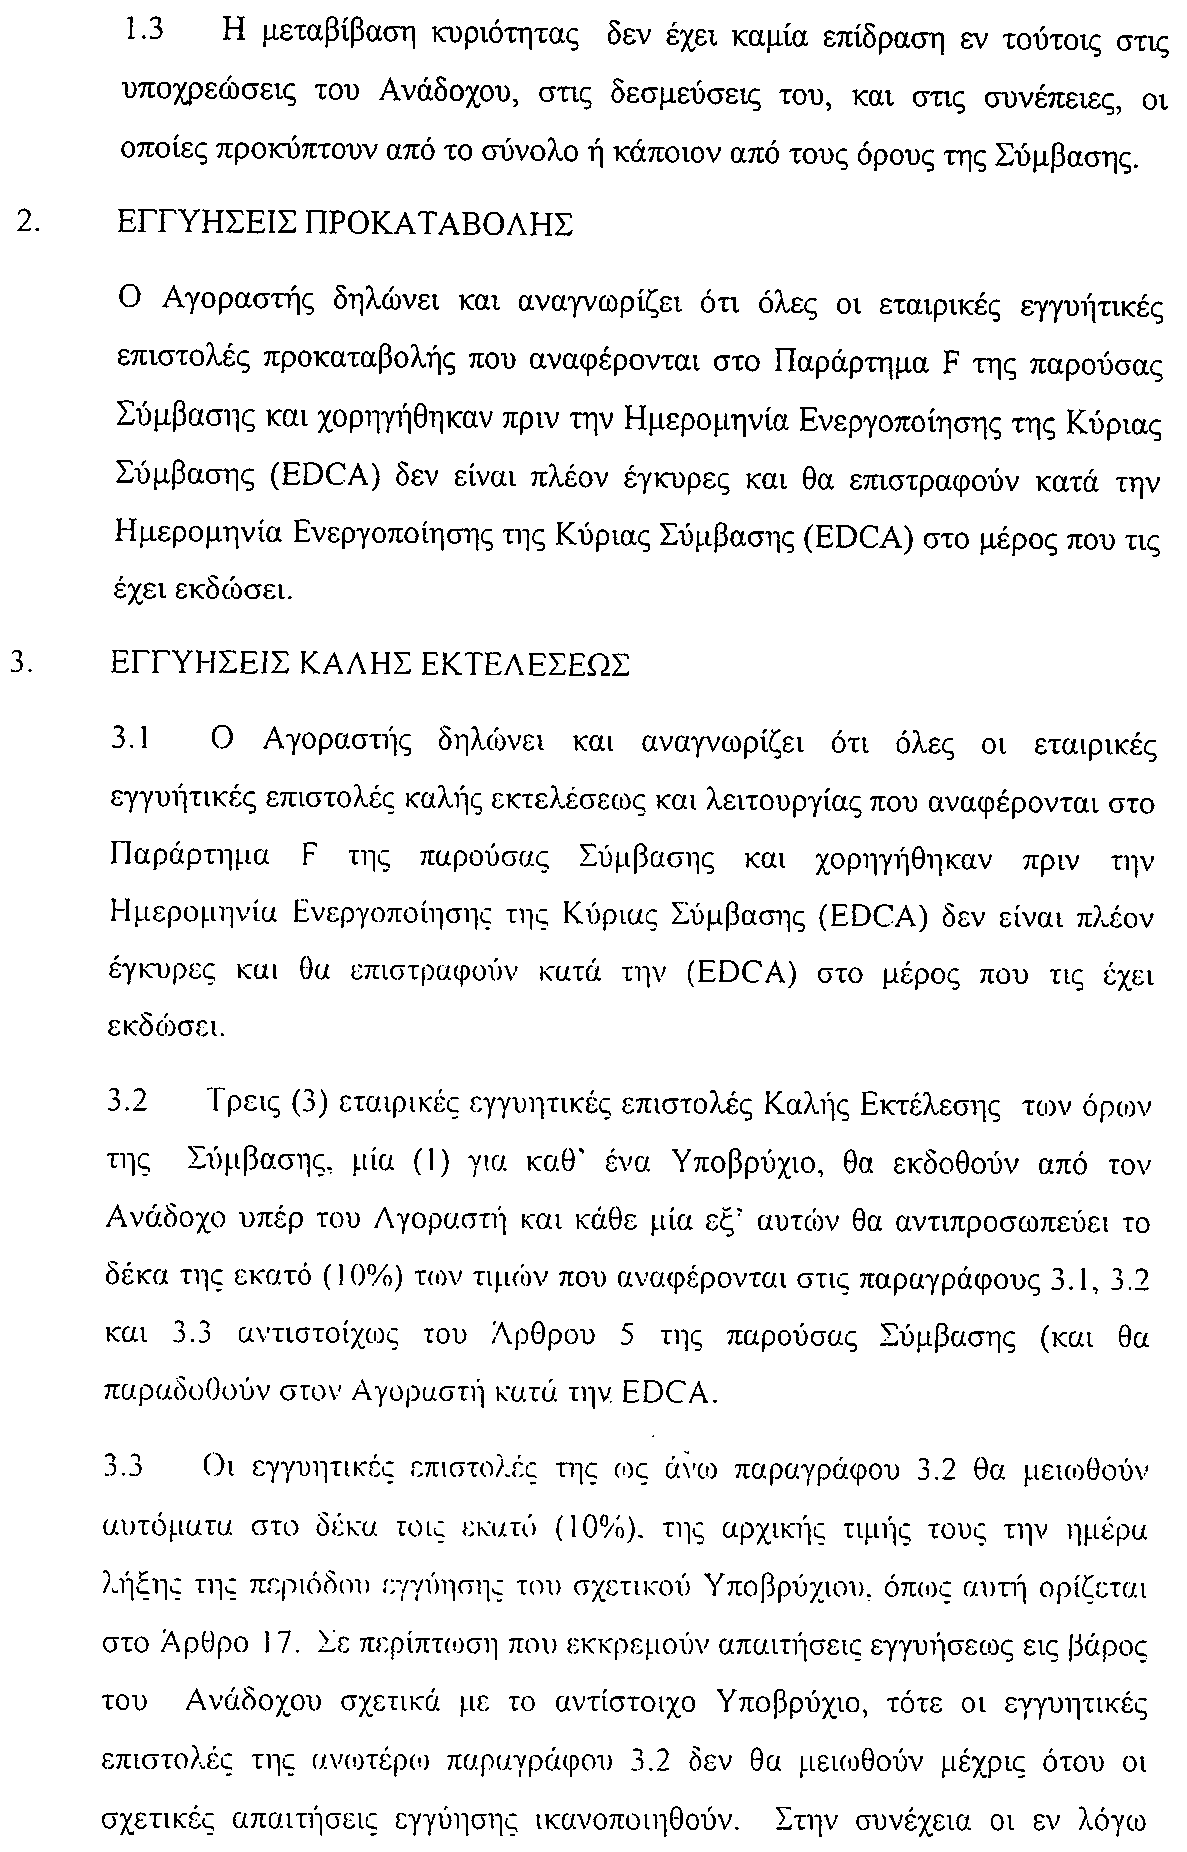 1.3 Η μεταβίβαση κυριότητας δεν έχει καμία επίδραση εν τούτοις στις
υποχρεώσεις του Ανάδοχου, στις δεσμεύσεις του, και στις συνέπειες, οι
οποίες προκύπτουν από το σύνολο ή κάποιον από τους όρους της Σύμβασης.
2. ΕΓΓΥΗΣΕΙΣ ΠΡΟΚΑΤΑΒΟΛΗΣ
Ο Αγοραστής δηλώνει και αναγνωρίζει ότι όλες οι εταιρικές εγγυήτικές
επιστολές προκαταβολής που αναφέρονται στο Παράρτημα F της παρούσας
Σύμβασης και χορηγήθηκαν πριν την Ημερομηνία Ενεργοποίησης της Κύριας
Σύμβασης (EDCA) δεν είναι πλέον έγκυρες και θα επιστραφούν κατά την
Ημερομηνία Ενεργοποίησης της Κύριας Σύμβασης (EDCA) στο μέρος που τις
έχει εκδώσει.
3. ΕΓΓΥΗΣΕΙΣ ΚΑΛΗΣ ΕΚΤΕΛΕΣΕΩΣ
3.1 Ο Αγοραστής δηλώνει και αναγνωρίζει ότι όλες οι εταιρικές
εγγυήτικές επιστολές καλής εκτελέσεως και λειτουργίας που αναφέρονται στο
Παράρτημα F της παρούσας Σύμβασης και χορηγήθηκαν πριν την
Ημερομηνία Ενεργοποίησης της Κύριας Σύμβασης (EDCA) δεν είναι πλέον
έγκυρες και θα επιστραφούν κατά την (EDCA) στο μέρος που τις έχει
εκδώσει.
3.2 Τρεις (3) εταιρικές εγγυητικές επιστολές Καλής Εκτέλεσης των όρων
της Σύμβασης, μία (1) για καθ' ένα Υποβρύχιο, θα εκδοθούν από τον
Ανάδοχο υπέρ του Αγοραστή και κάθε μία εξ' αυτών θα αντιπροσωπεύει το
δέκα της εκατό (10%) των τιμών που αναφέρονται στις παραγράφους 3.1, 3.2
και 3.3 αντιστοίχως του Άρθρου 5 της παρούσας Σύμβασης (και θα
παραδοθούν στον Αγοραστή κατά την EDCA.
3.3 Οι εγγυητικές επιστολές της ως άνω παραγράφου 3.2 θα μειωθούν
αυτόματα στο δέκα τοις εκατό (10%). της αρχικής τιμής τους την ημέρα
λήξης της περιόδου εγγύησης του σχετικού Υποβρύχιου, όπως αυτή ορίζεται
στο Άρθρο 17. Σε περίπτωση που εκκρεμούν απαιτήσεις εγγυήσεως εις βάρος
του Ανάδοχου σχετικά με το αντίστοιχο Υποβρύχιο, τότε οι εγγυητικές
επιστολές της ανωτέρω παραγράφου 3.2 δεν θα μειωθούν μέχρις ότου οι
σχετικές απαιτήσεις εγγύησης ικανοποιηθούν. Στην συνέχεια οι εν λόγω